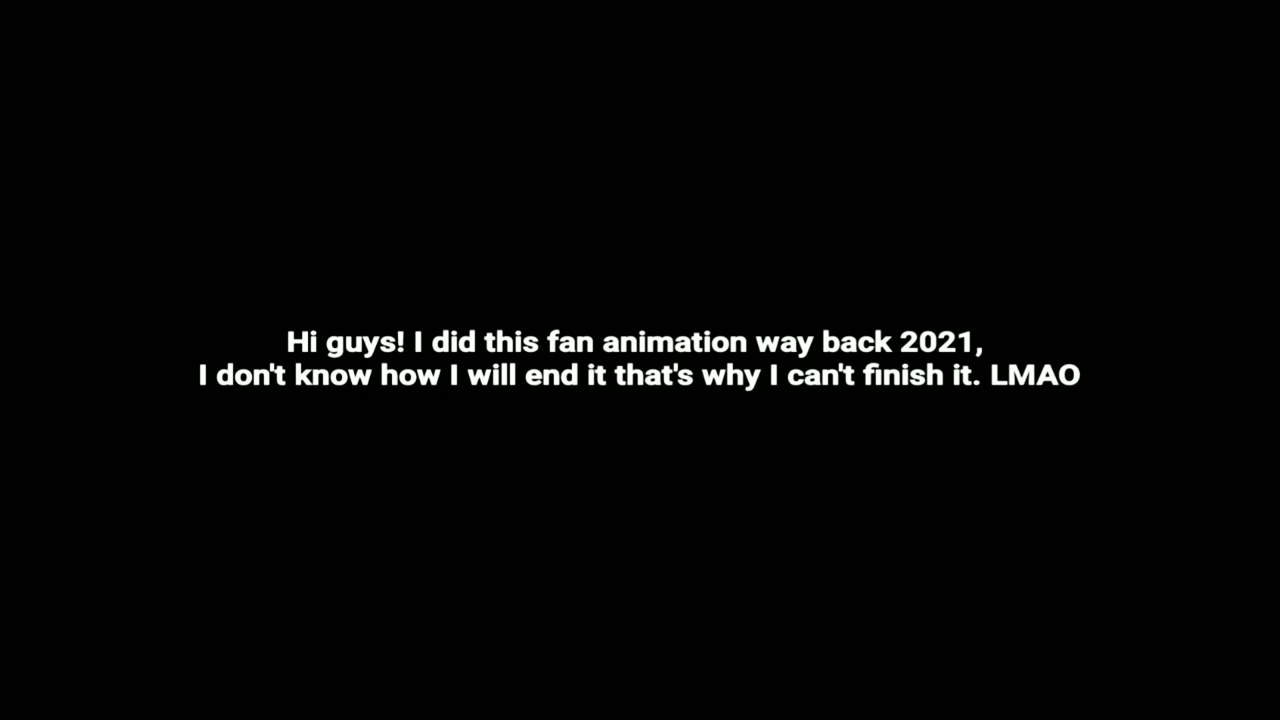 Hi guys! I did this fan animation way back 2021,
I don't know how I will end it that's why I can't finish it. LMAO